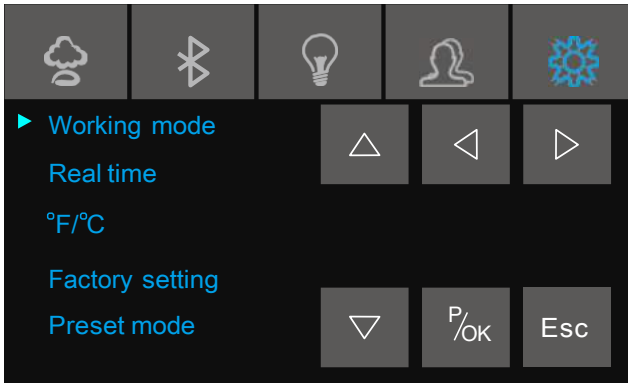 Working mode
Real time
°F/°C
Factory setting
Preset mode
P/OK
Esc